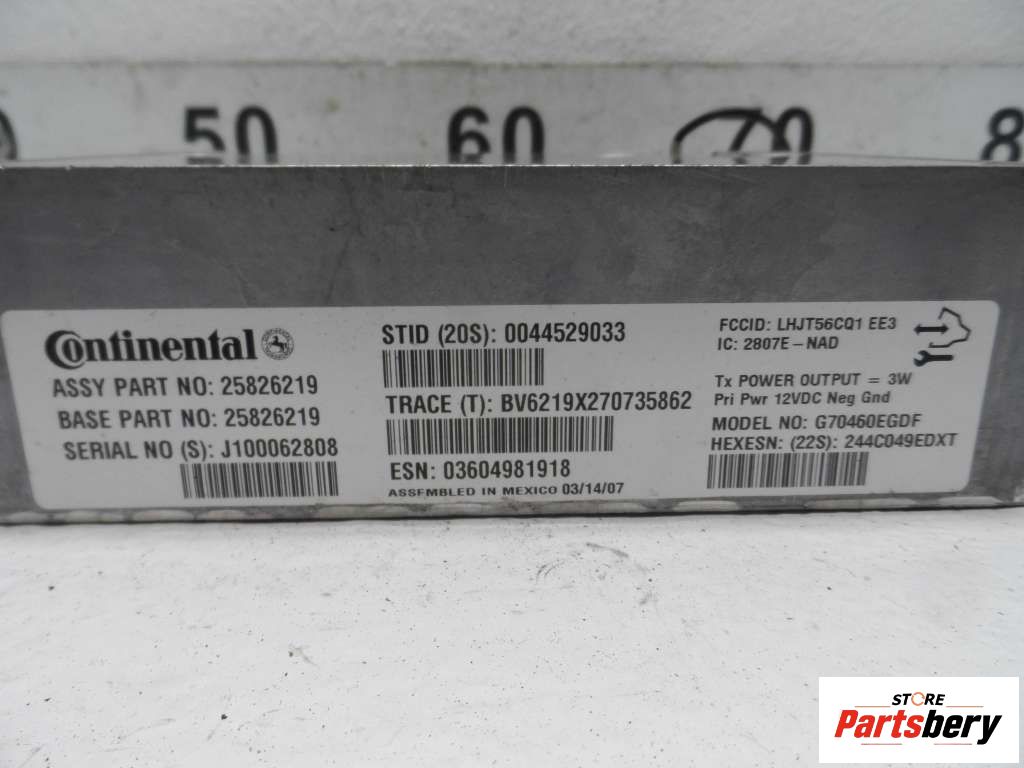 50 60 70 8
Continental
ASSY PART NO: 25826219
BASE PART NO: 25826219
SERIAL NO (S): J100062808
STID (20S): 0044529033
TRACE (T): BV6219X270735862
ESN: 03604981918
ASSEMBLED IN MEXICO 03/14/07
FCCID: LHJT56CQ1 EE3
IC: 2807E-NAD
Tx POWER OUTPUT = 3W
Pri Pwr 12VDC Neg Gnd
MODEL NO: G70460EGDF
HEXESN: (22S): 244C049EDXT
STORE
Partsbery